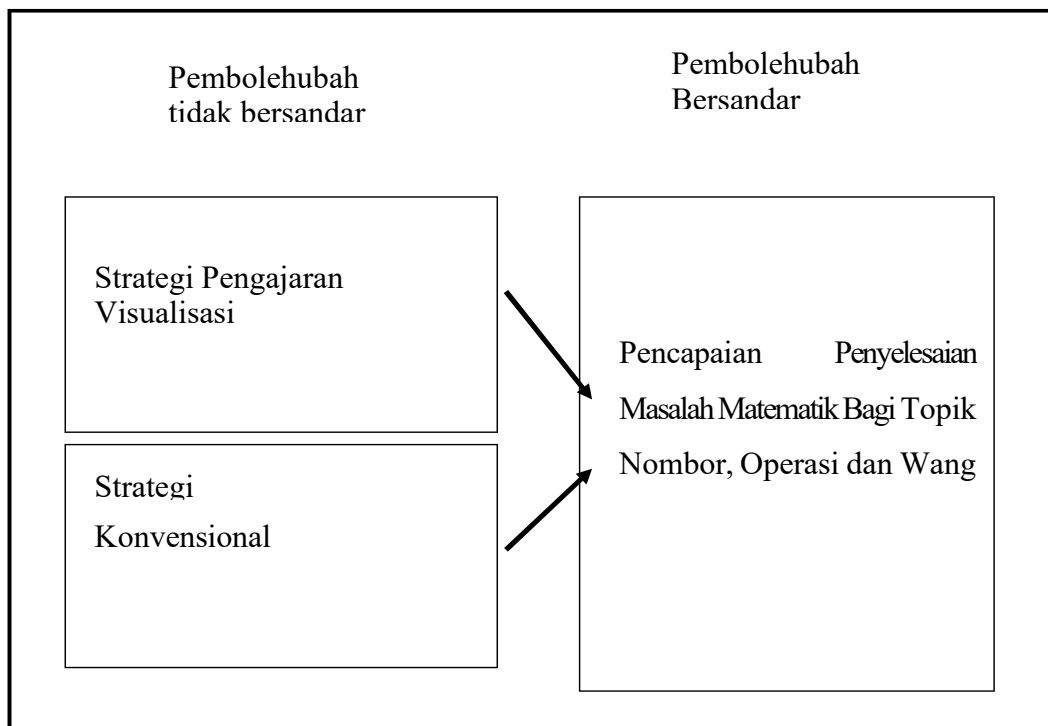 Pembolehubah
tidak bersandar
Pembolehubah
Bersandar
Strategi Pengajaran
Visualisasi
Strategi
Konvensional
Pencapaian Penyelesaian
Masalah Matematik Bagi Topik
Nombor, Operasi dan Wang